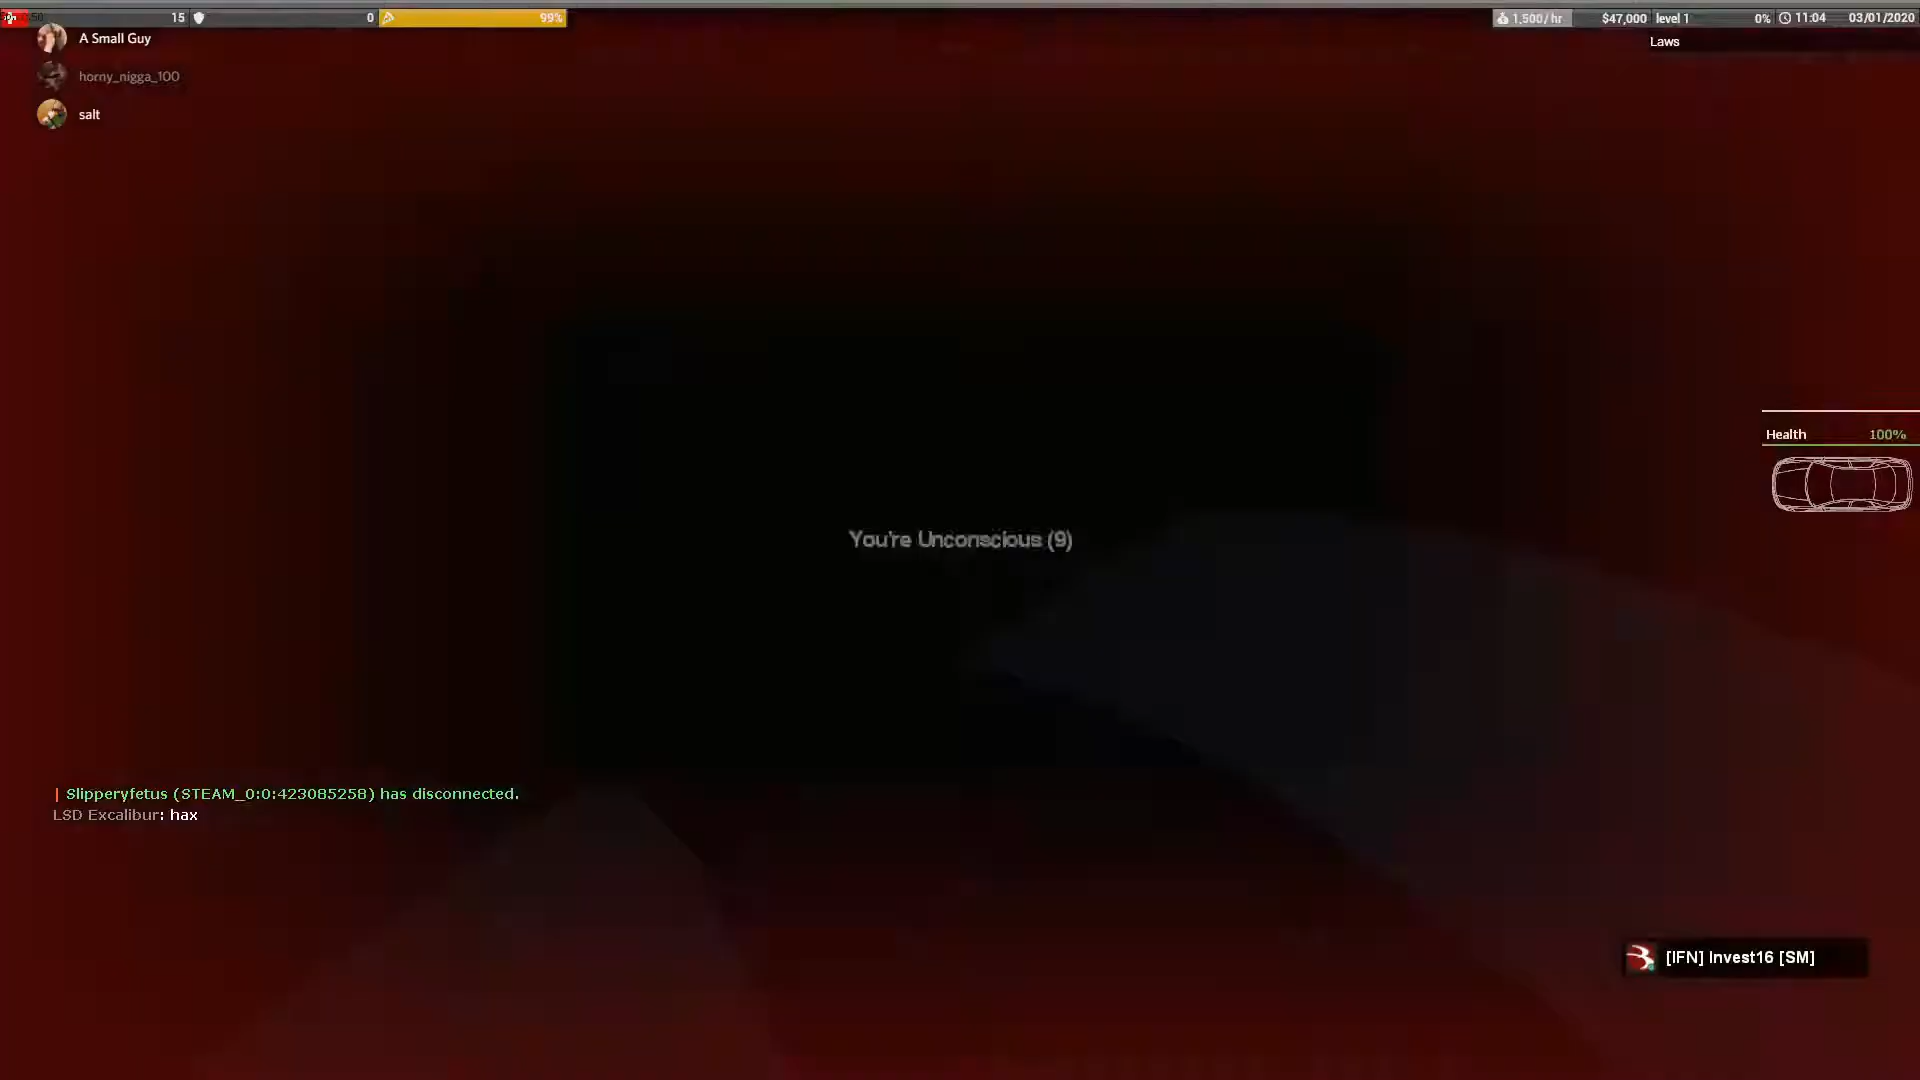 15 0 99% 1,500/hr $47,000 level 1 0% 11:04 03/01/2020
Laws
A Small Guy
horny_nigga_100
salt
Health 100%
You're Unconscious (9)
| Slipperyfetus (STEAM_0:0:423085258) has disconnected.
LSD Excalibur: hax
[IFN] Invest16 [SM]